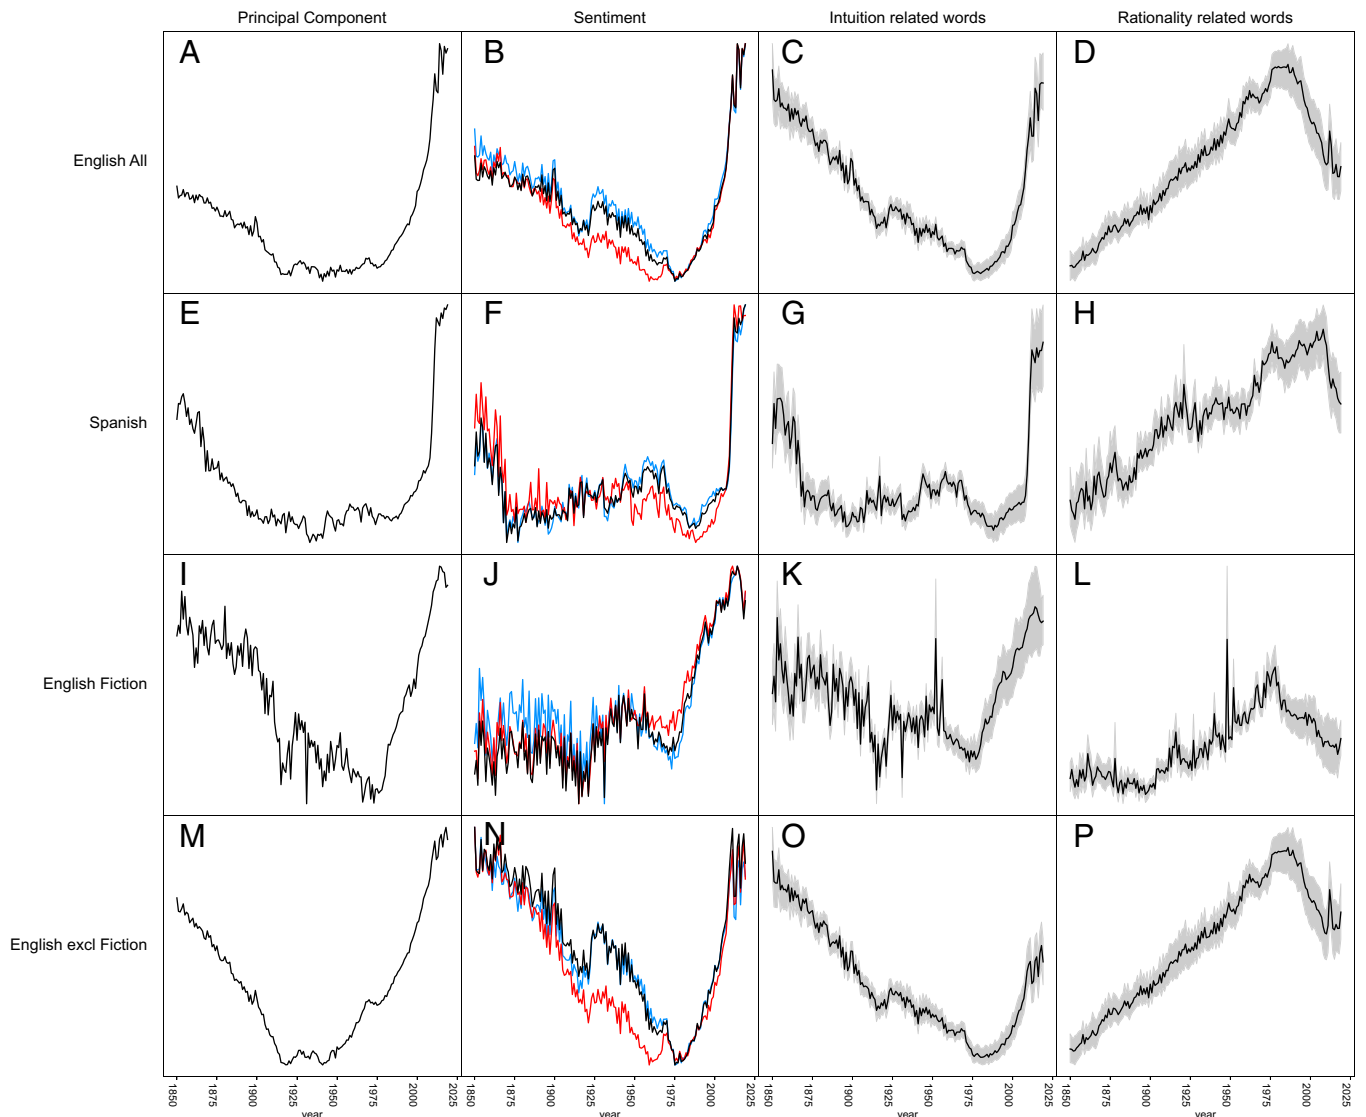 Principal Component Sentiment Intuition related words Rationality related words
English All A B C D
Spanish E F G H
English Fiction I J K L
English excl Fiction M N O P
1850 1875 1900 1925 1950 1975 2000 2025 1850 1875 1900 1925 1950 1975 2000 2025 1850 1875 1900 1925 1950 1975 2000 2025 1850 1875 1900 1925 1950 1975 2000 2025
year year year year